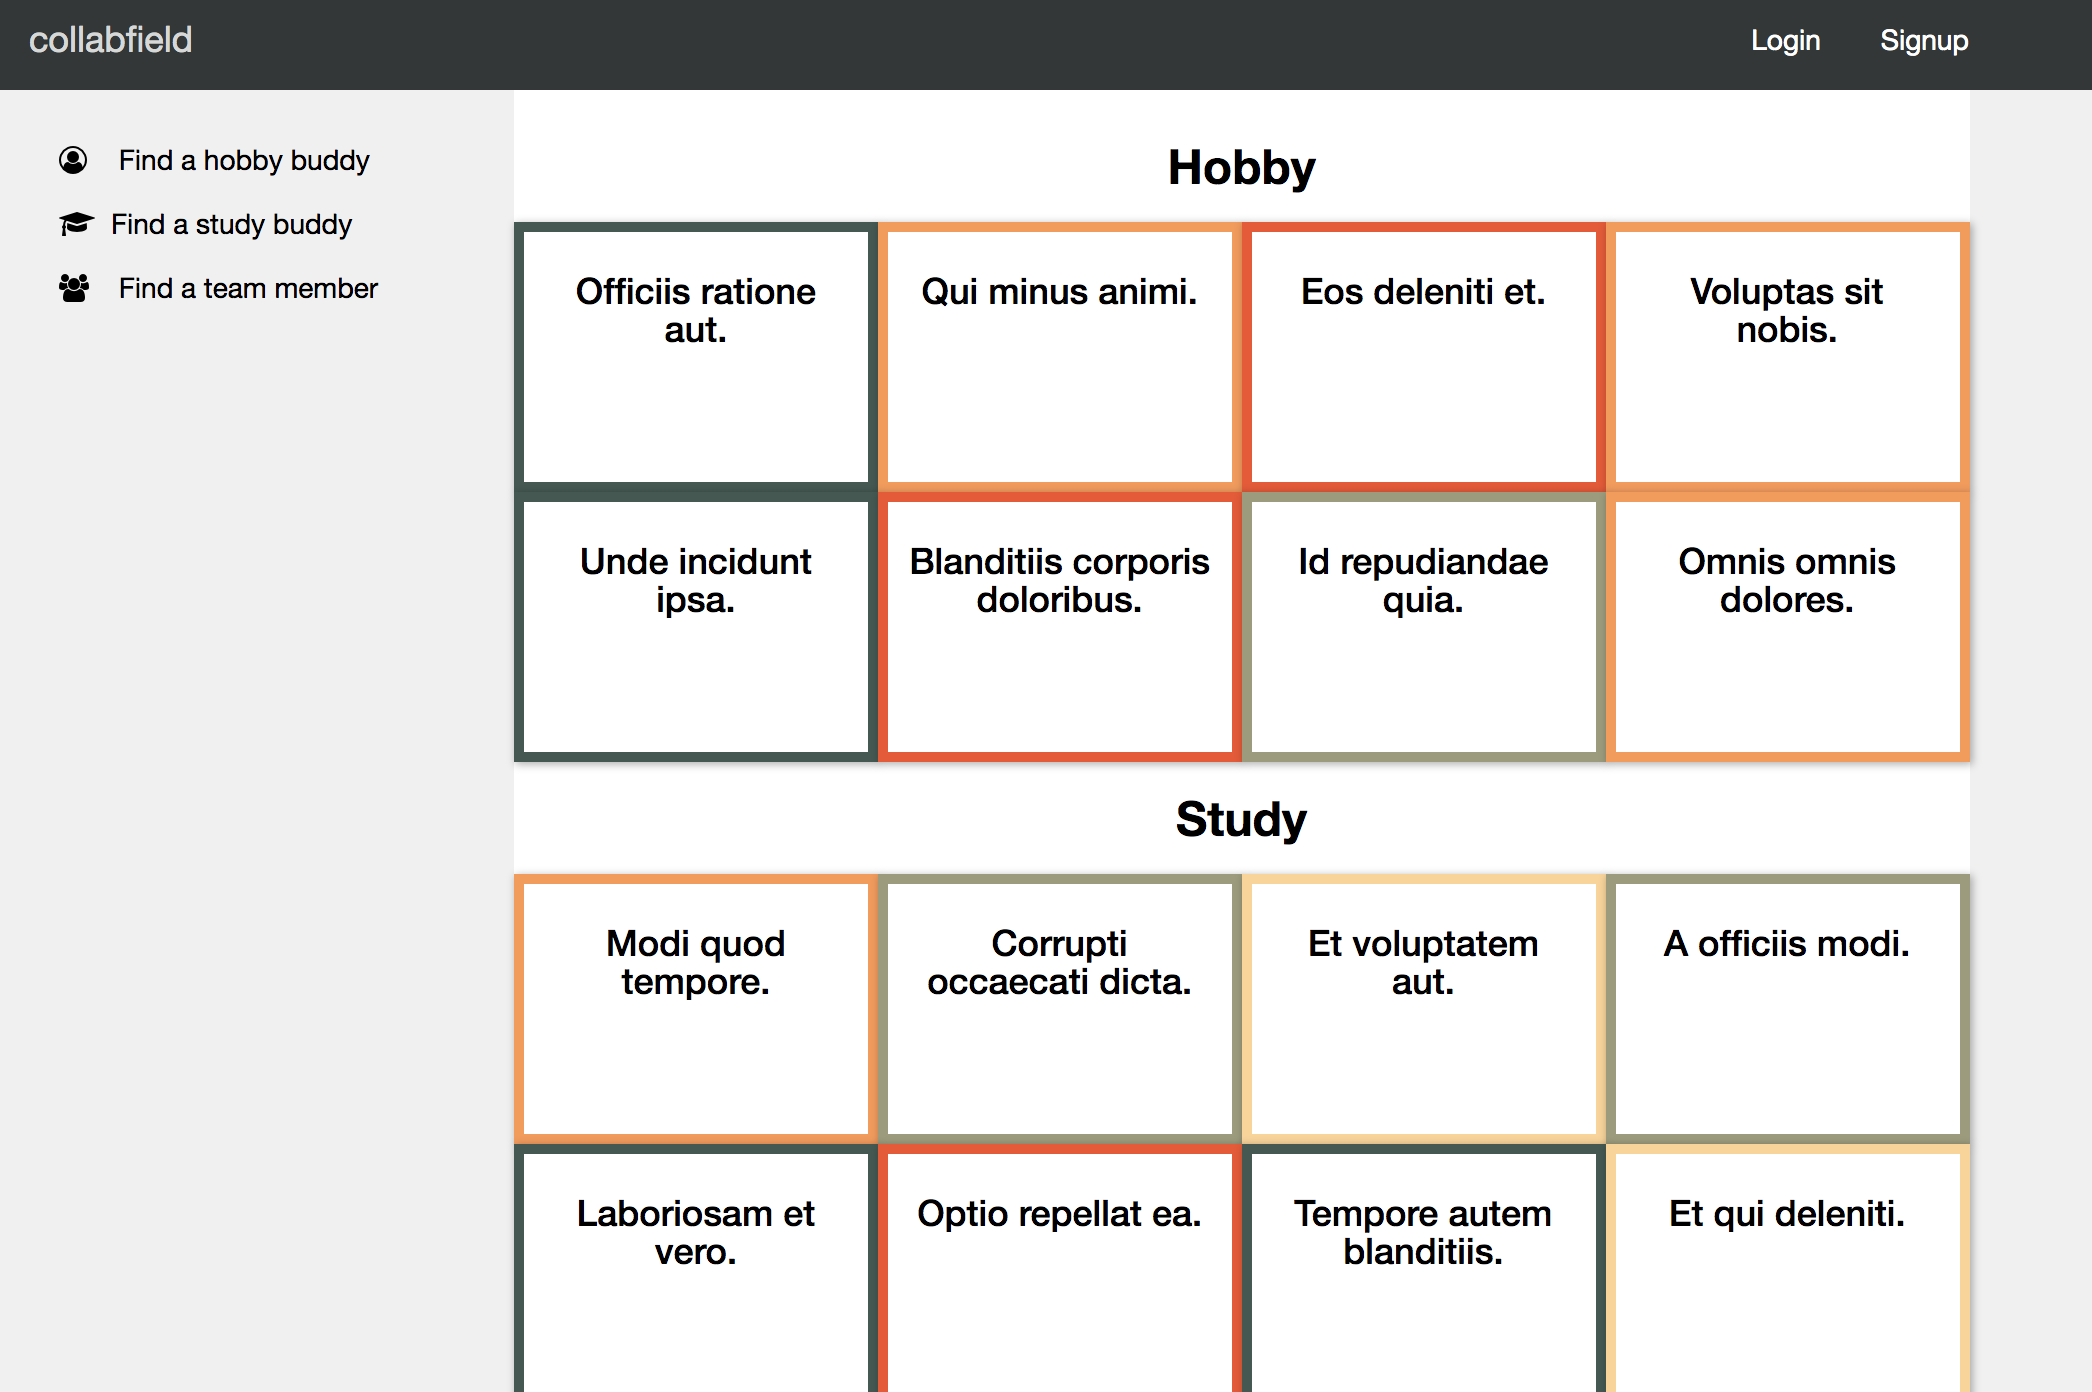 collabfield
Login Signup
Find a hobby buddy
Find a study buddy
Find a team member
Hobby
Officiis ratione
aut.
Qui minus animi.
Eos deleniti et.
Voluptas sit
nobis.
Unde incidunt
ipsa.
Blanditiis corporis
doloribus.
Id repudiandae
quia.
Omnis omnis
dolores.
Study
Modi quod
tempore.
Corrupti
occaecati dicta.
Et voluptatem
aut.
A officiis modi.
Laboriosam et
vero.
Optio repellat ea.
Tempore autem
blanditiis.
Et qui deleniti.